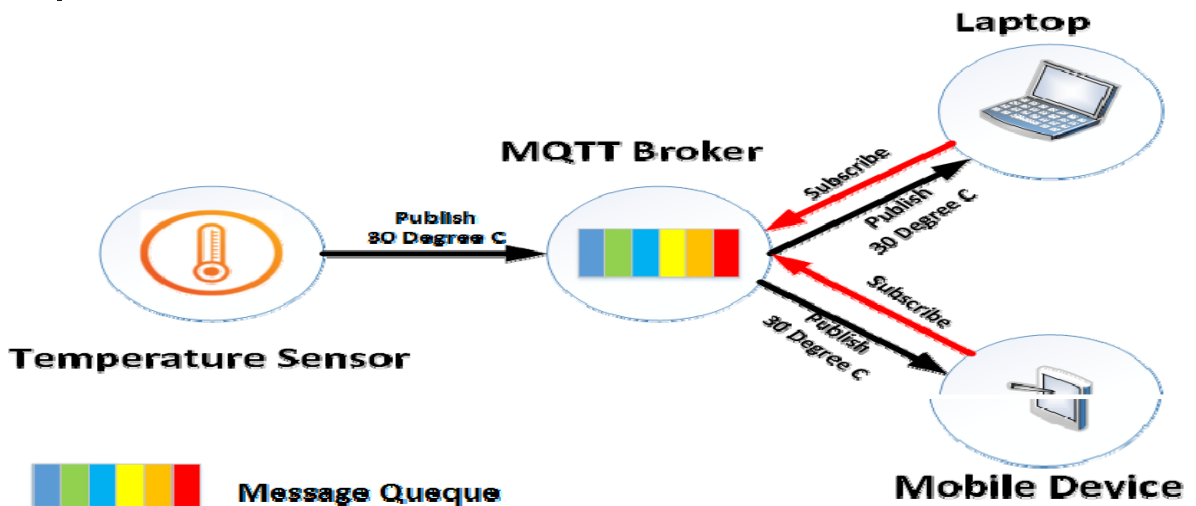 Laptop
MQTT Broker
Subscribe
Publish
30 Degree C
Publish
30 Degree C
Subscribe
Publish
30 Degree C
Temperature Sensor
Mobile Device
Message Queque